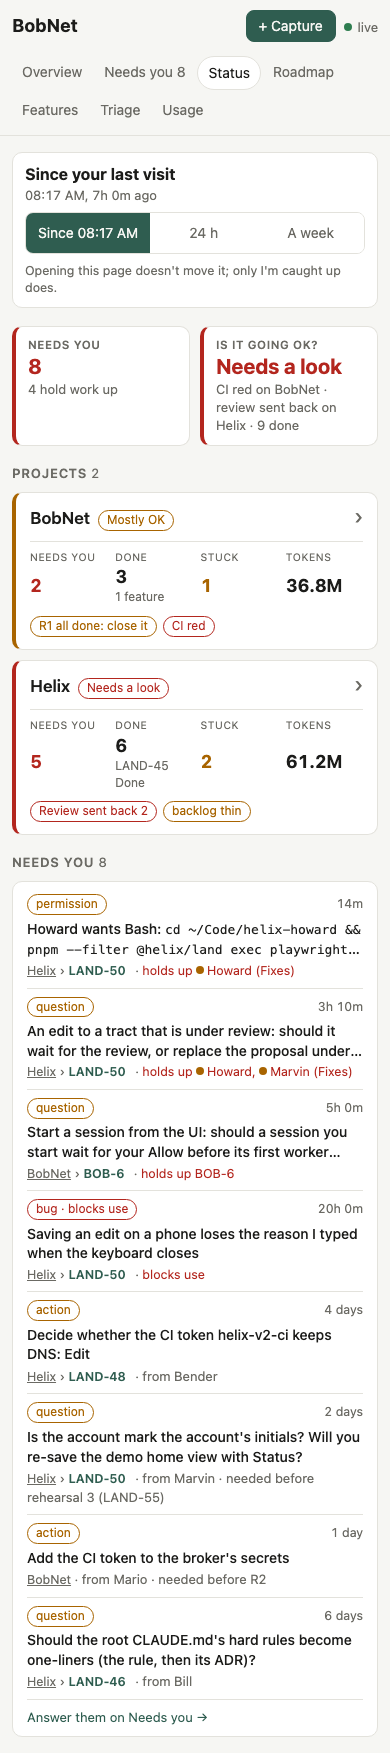 BobNet
+ Capture
live
Overview
Needs you 8
Status
Roadmap
Features
Triage
Usage
Since your last visit
08:17 AM, 7h 0m ago
Since 08:17 AM
24 h
A week
Opening this page doesn't move it; only I'm caught up
does.
NEEDS YOU
8
4 hold work up
IS IT GOING OK?
Needs a look
CI red on BobNet ·
review sent back on
Helix · 9 done
PROJECTS 2
BobNet Mostly OK ›
NEEDS YOU DONE STUCK TOKENS
2 3 1 36.8M
1 feature
R1 all done: close it CI red
Helix Needs a look ›
NEEDS YOU DONE STUCK TOKENS
5 6 2 61.2M
LAND-45
Done
Review sent back 2 backlog thin
NEEDS YOU 8
permission 14m
Howard wants Bash: cd ~/Code/helix-howard &&
pnpm --filter @helix/land exec playwright…
Helix › LAND-50 · holds up Howard (Fixes)
question 3h 10m
An edit to a tract that is under review: should it
wait for the review, or replace the proposal under…
Helix › LAND-50 · holds up Howard, Marvin (Fixes)
question 5h 0m
Start a session from the UI: should a session you
start wait for your Allow before its first worker…
BobNet › BOB-6 · holds up BOB-6
bug · blocks use 20h 0m
Saving an edit on a phone loses the reason I typed
when the keyboard closes
Helix › LAND-50 · blocks use
action 4 days
Decide whether the CI token helix-v2-ci keeps
DNS: Edit
Helix › LAND-48 · from Bender
question 2 days
Is the account mark the account's initials? Will you
re-save the demo home view with Status?
Helix › LAND-50 · from Marvin · needed before
rehearsal 3 (LAND-55)
action 1 day
Add the CI token to the broker's secrets
BobNet · from Mario · needed before R2
question 6 days
Should the root CLAUDE.md's hard rules become
one-liners (the rule, then its ADR)?
Helix › LAND-46 · from Bill
Answer them on Needs you →